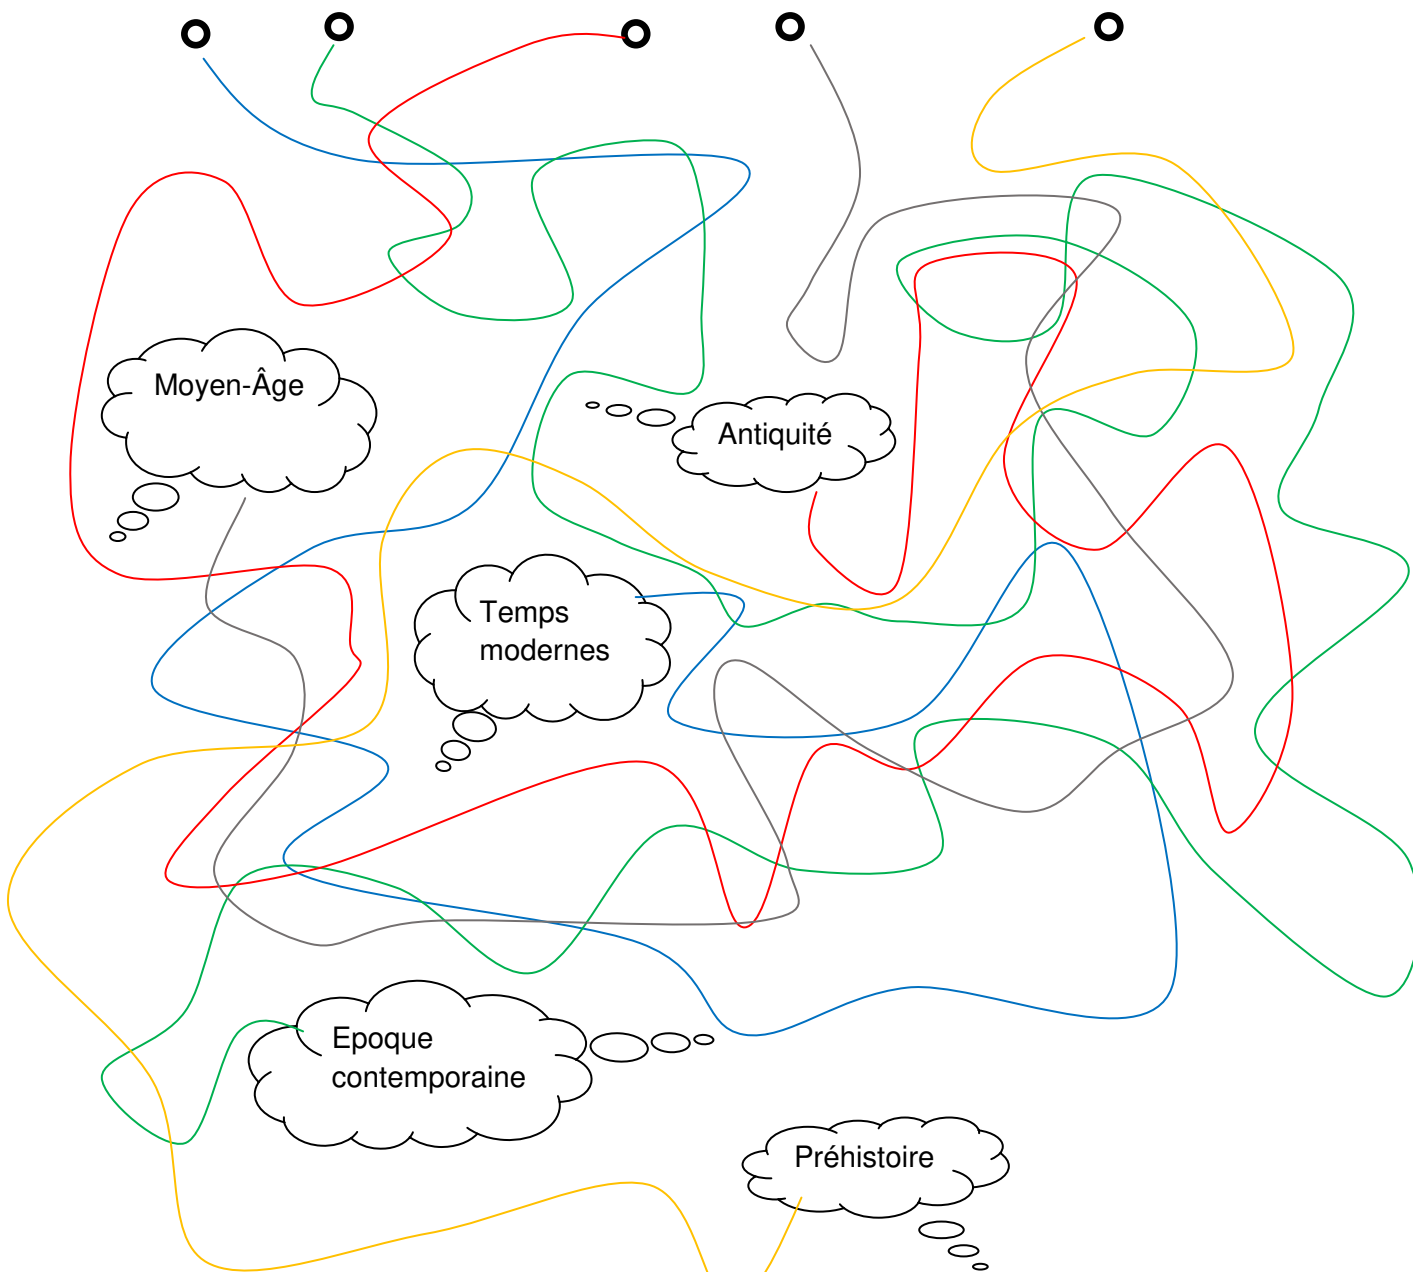 Moyen-Âge
Antiquité
Temps
modernes
Epoque
contemporaine
Préhistoire